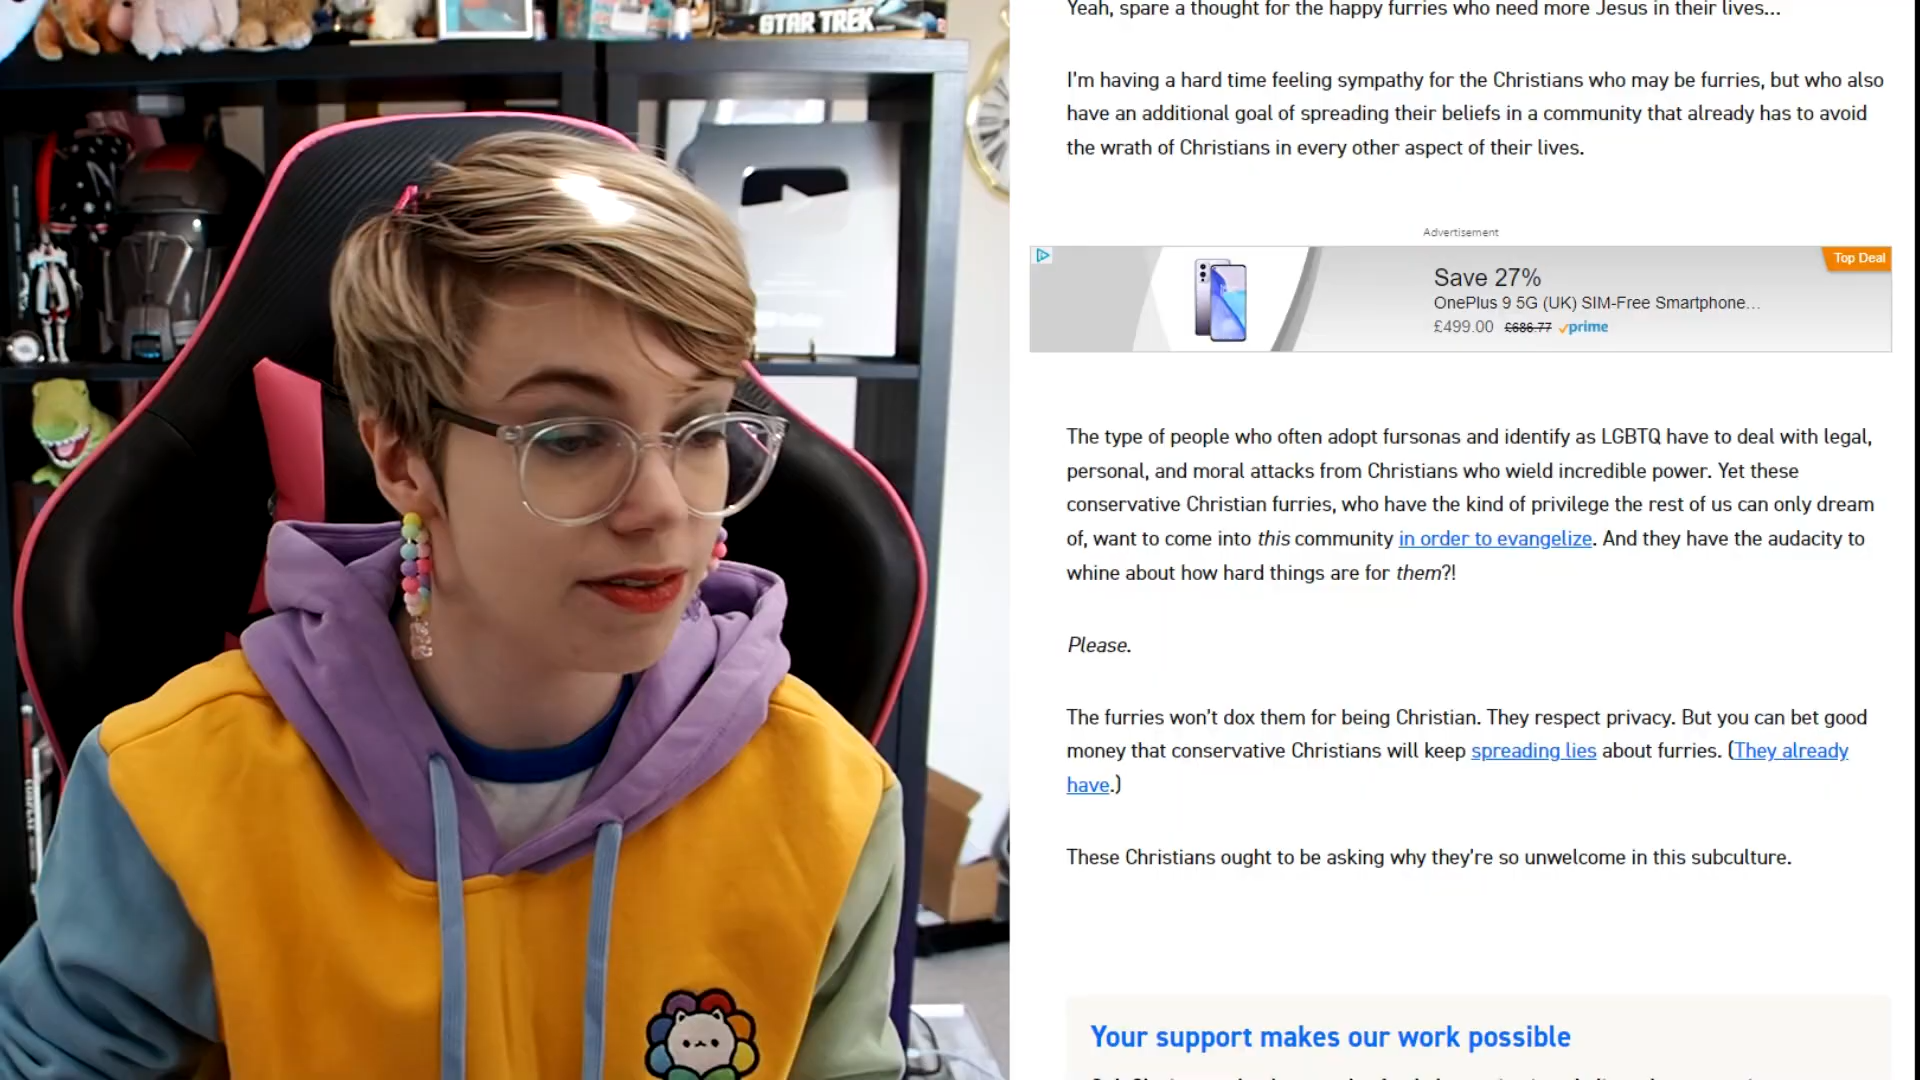 STAR TREK
Yeah, spare a thought for the happy furries who need more Jesus in their lives...
I'm having a hard time feeling sympathy for the Christians who may be furries, but who also
have an additional goal of spreading their beliefs in a community that already has to avoid
the wrath of Christians in every other aspect of their lives.
Advertisement
Top Deal
Save 27%
OnePlus 9 5G (UK) SIM-Free Smartphone...
£499.00 £686.77 prime
The type of people who often adopt fursonas and identify as LGBTQ have to deal with legal,
personal, and moral attacks from Christians who wield incredible power. Yet these
conservative Christian furries, who have the kind of privilege the rest of us can only dream
of, want to come into this community in order to evangelize. And they have the audacity to
whine about how hard things are for them?!
Please.
The furries won't dox them for being Christian. They respect privacy. But you can bet good
money that conservative Christians will keep spreading lies about furries. (They already
have.)
These Christians ought to be asking why they're so unwelcome in this subculture.
Your support makes our work possible